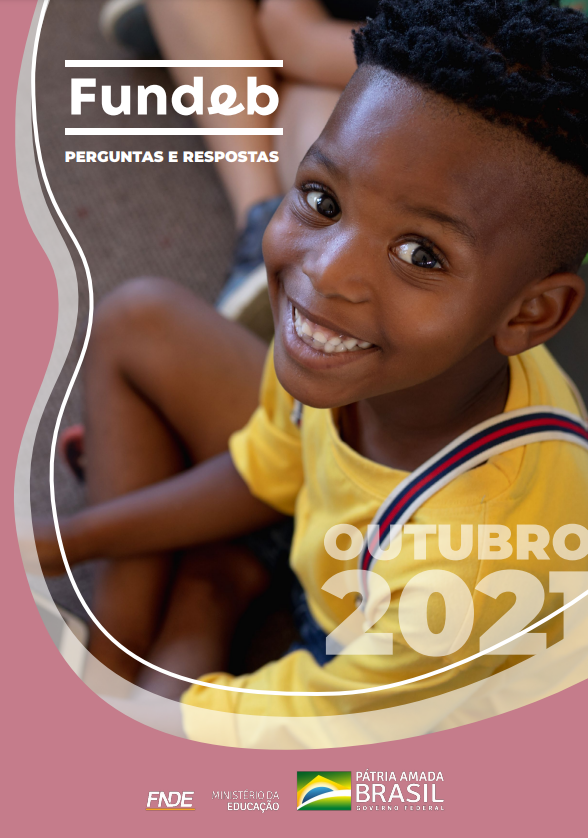 Fundeb
PERGUNTAS E RESPOSTAS
OUTUBRO
2021
FNDE
MINISTÉRIO DA
EDUCAÇÃO
PÁTRIA AMADA
BRASIL
GOVERNO FEDERAL